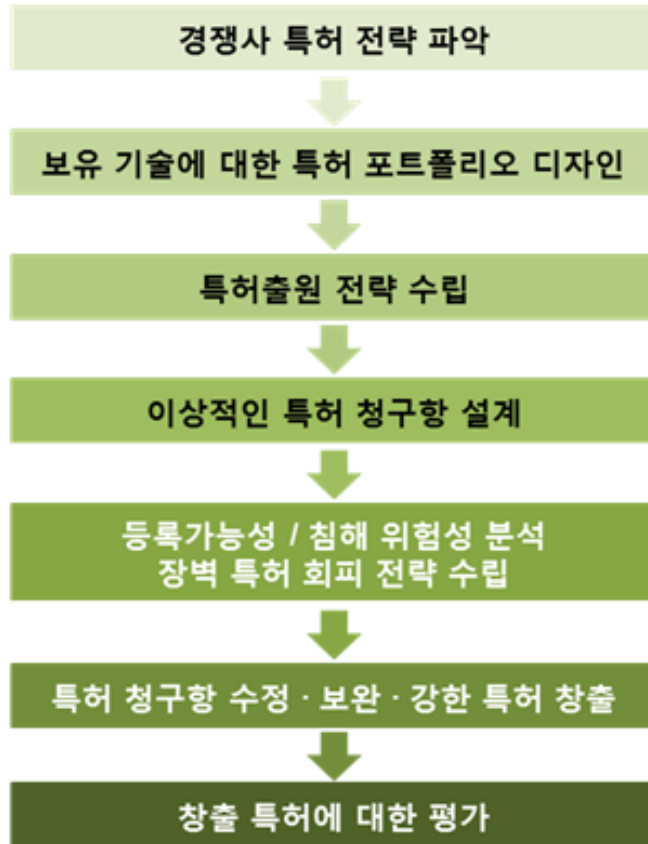 경쟁사 특허 전략 파악
보유 기술에 대한 특허 포트폴리오 디자인
특허출원 전략 수립
이상적인 특허 청구항 설계
등록가능성 / 침해 위험성 분석
장벽 특허 회피 전략 수립
특허 청구항 수정 · 보완 · 강한 특허 창출
창출 특허에 대한 평가